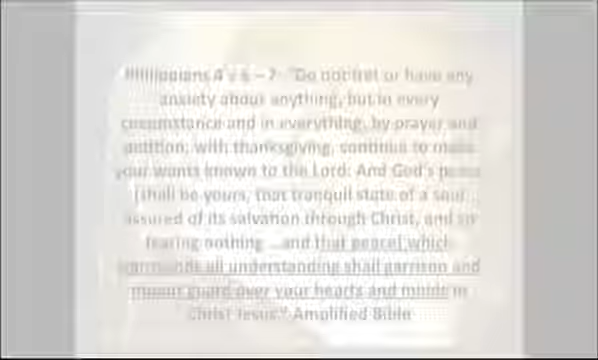 Philippians 4 v 6 – 7 "Do not fret or have any
anxiety about anything, but in every
circumstance and in everything, by prayer and
petition, with thanksgiving, continue to make
your wants known to the Lord. And God's peace
[shall be yours, that tranquil state of a soul
assured of its salvation through Christ, and so
fearing nothing ...and that peace] which
transcends all understanding shall garrison and
mount guard over your hearts and minds in
Christ Jesus." Amplified Bible